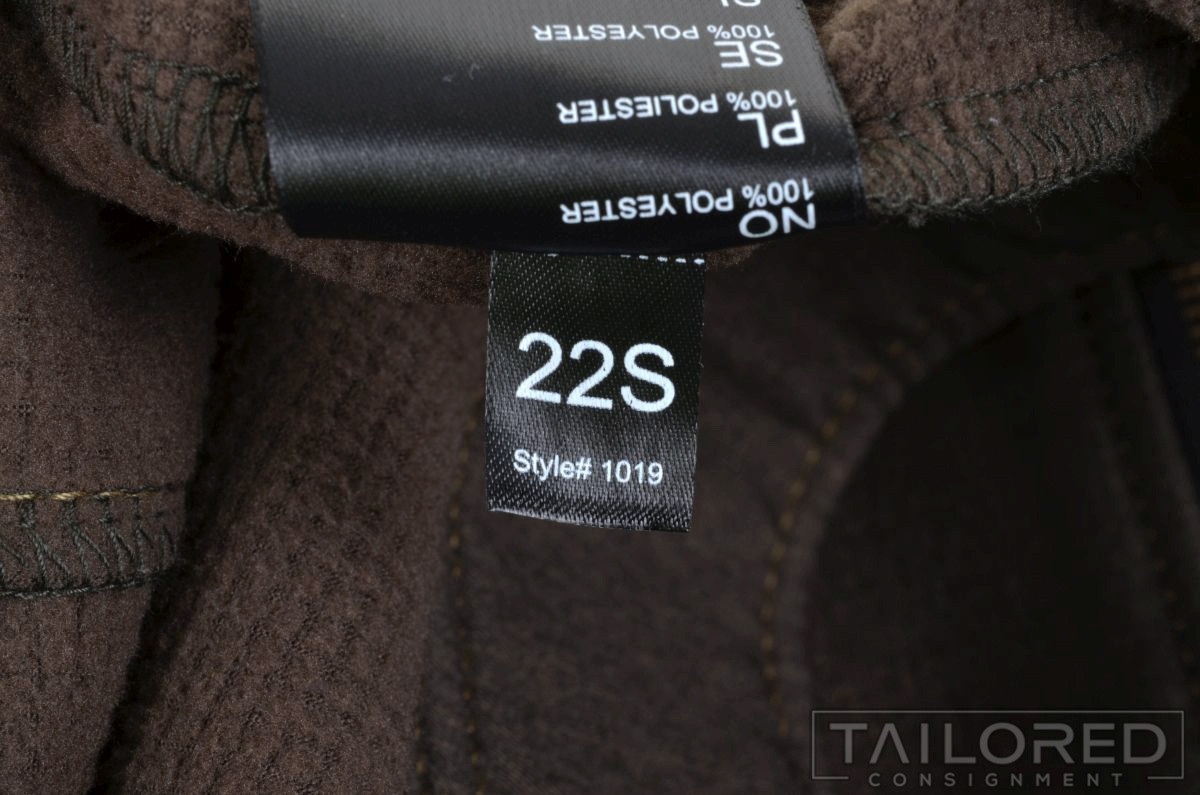 NO
100% POLYESTER
PL
100% POLIESTER
SE
100% POLYESTER
22S
Style# 1019
TAILORED
CONSIGNMENT